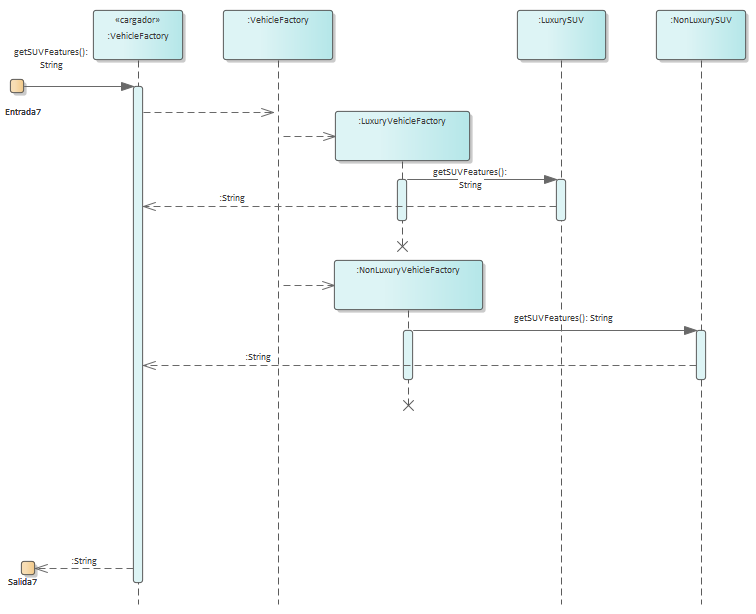 «cargador»
:VehicleFactory
:VehicleFactory
:LuxurySUV
:NonLuxurySUV
getSUVFeatures():
String
Entrada7
:LuxuryVehicleFactory
getSUVFeatures():
String
:String
:NonLuxuryVehicleFactory
getSUVFeatures(): String
:String
:String
Salida7